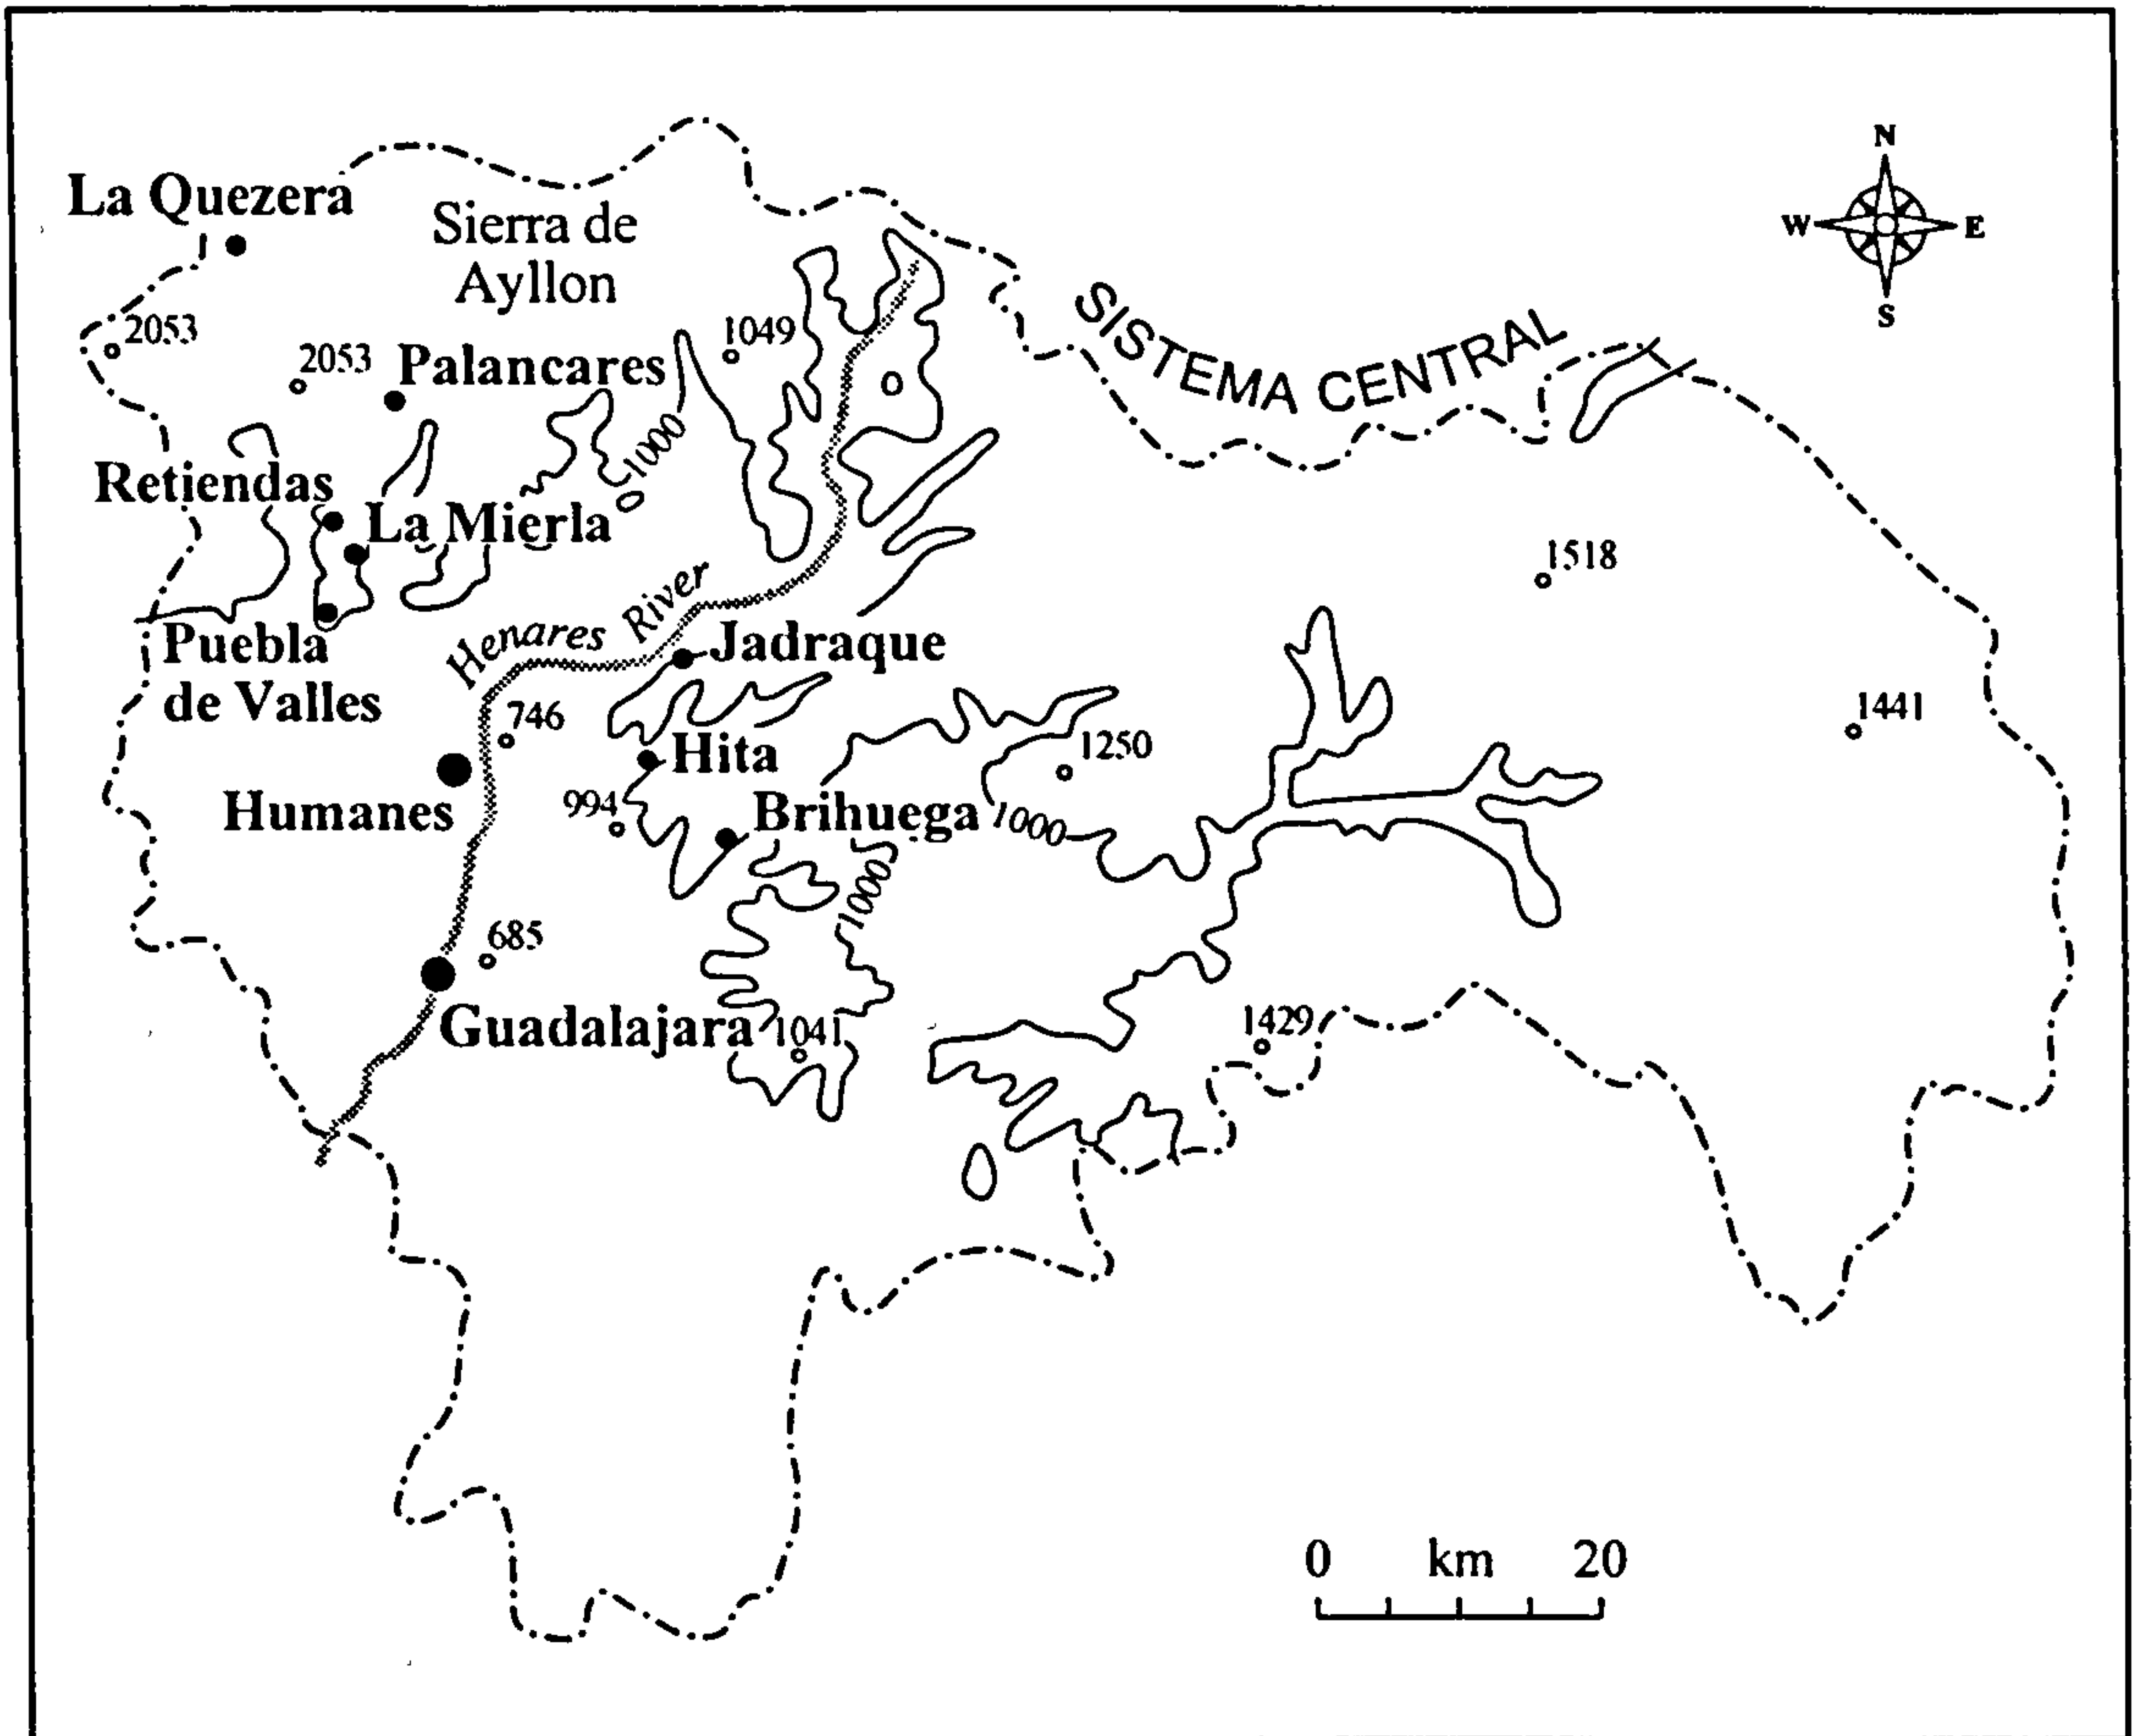 N
W E
S
La Quezera
Sierra de
Ayllon
SISTEMA CENTRAL
2053
2053
Palancares
1049
1000
Retiendas
La Mierla
1518
Henares River
Puebla
de Valles
Jadraque
746
Hita
1250
1441
Humanes
994
Brihuega
1000
1000
685
Guadalajara
1041
1429
0 km 20